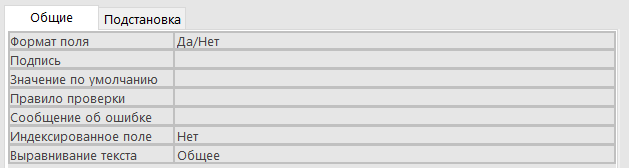 Общие Подстановка
Формат поля Да/Нет
Подпись
Значение по умолчанию
Правило проверки
Сообщение об ошибке
Индексированное поле Нет
Выравнивание текста Общее